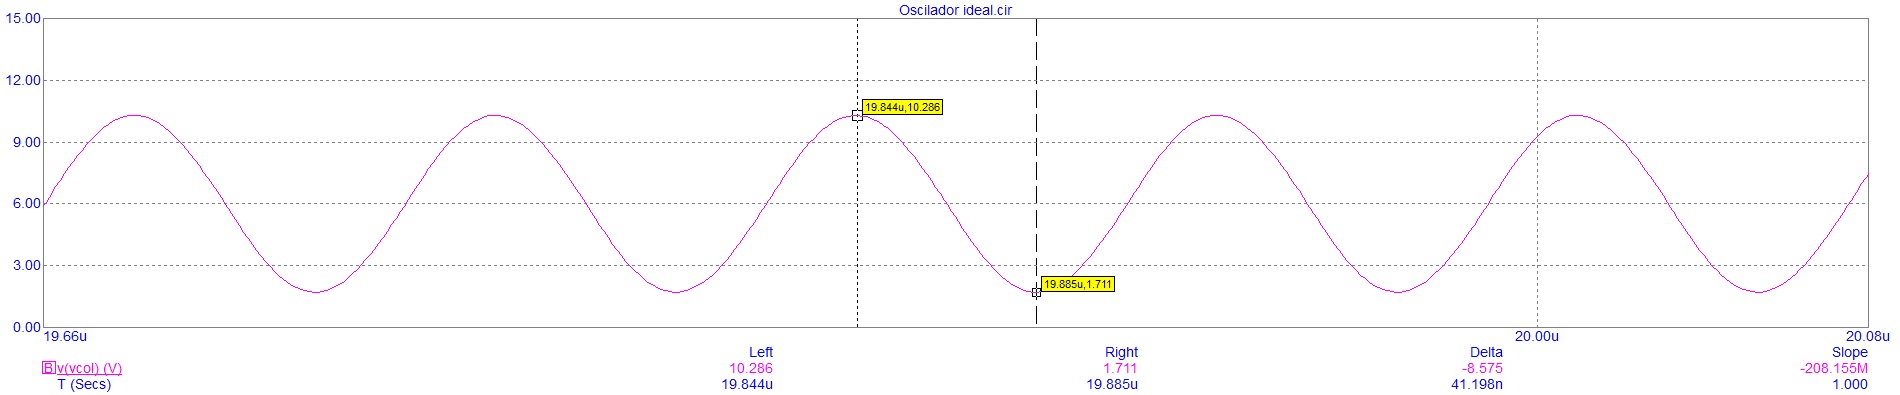 Oscilador ideal.cir
15.00
12.00
19.844u,10.286
9.00
6.00
3.00
19.885u,1.711
0.00
19.66u 20.00u 20.08u
Left Right Delta Slope
B v(vcol) (V) 10.286 1.711 -8.575 -208.155M
T (Secs) 19.844u 19.885u 41.198n 1.000